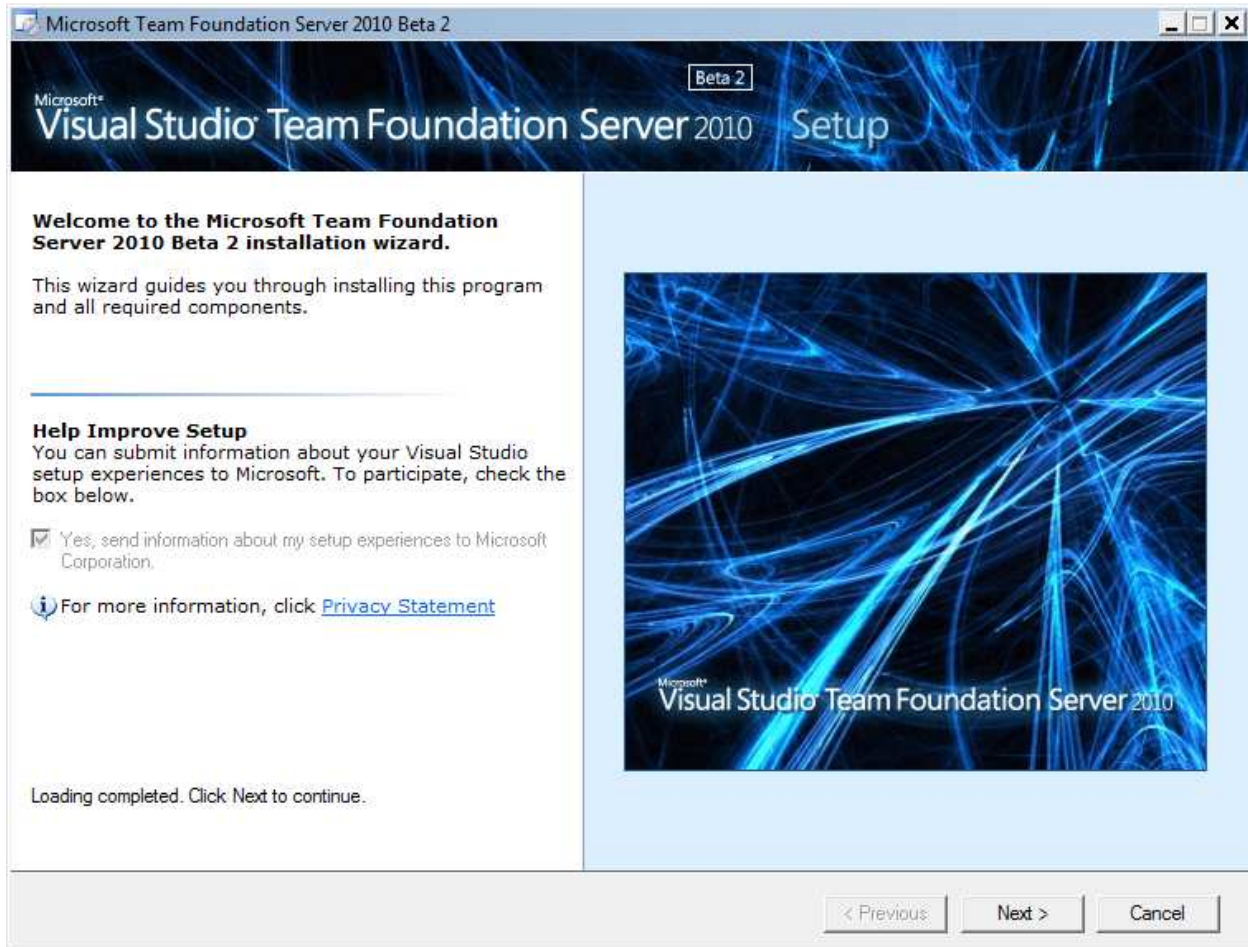 Microsoft Team Foundation Server 2010 Beta 2
Beta 2
Microsoft®
Visual Studio Team Foundation Server 2010 Setup
Welcome to the Microsoft Team Foundation
Server 2010 Beta 2 installation wizard.
This wizard guides you through installing this program
and all required components.
Help Improve Setup
You can submit information about your Visual Studio
setup experiences to Microsoft. To participate, check the
box below.
Yes, send information about my setup experiences to Microsoft
Corporation.
For more information, click Privacy Statement
Loading completed. Click Next to continue.
Microsoft®
Visual Studio Team Foundation Server 2010
< Previous
Next >
Cancel